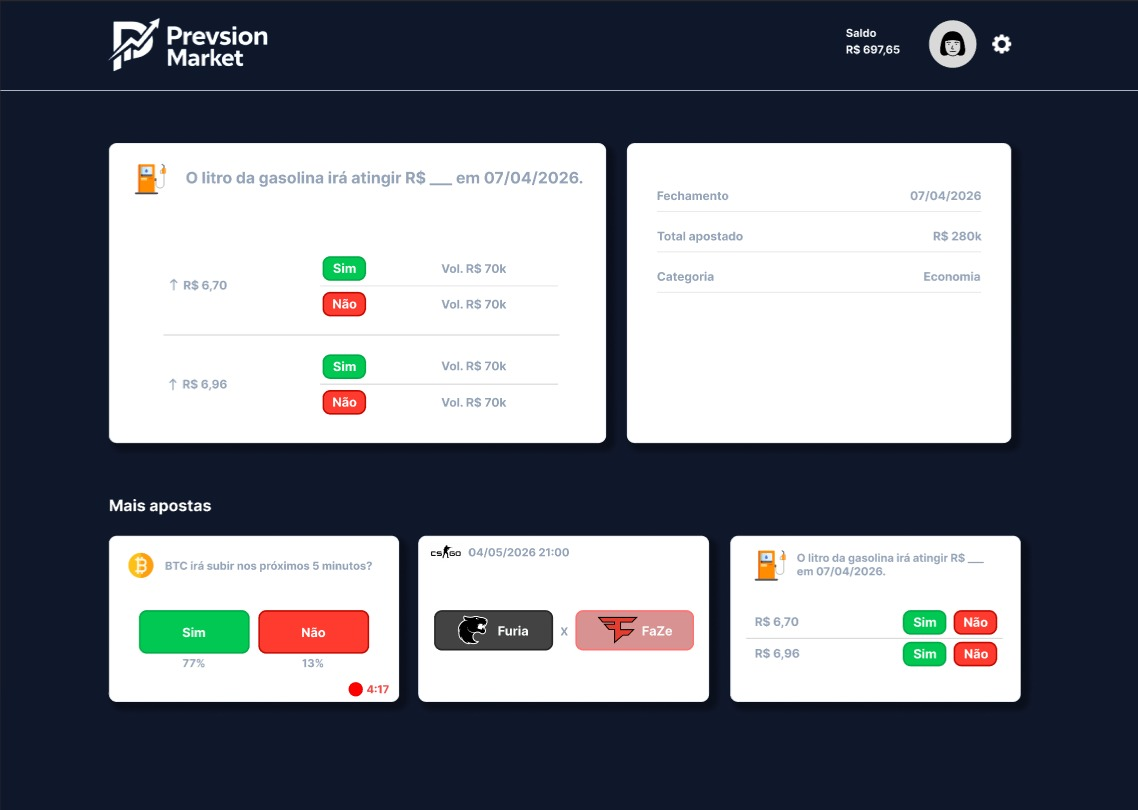 Prevsion
Market
Saldo
R$ 697,65
O litro da gasolina irá atingir R$ ___ em 07/04/2026.
↑ R$ 6,70
Sim
Vol. R$ 70k
Não
Vol. R$ 70k
↑ R$ 6,96
Sim
Vol. R$ 70k
Não
Vol. R$ 70k
Fechamento 07/04/2026
Total apostado R$ 280k
Categoria Economia
Mais apostas
BTC irá subir nos próximos 5 minutos?
Sim Não
77% 13%
4:17
CS GO 04/05/2026 21:00
Furia X FaZe
O litro da gasolina irá atingir R$ ___
em 07/04/2026.
R$ 6,70 Sim Não
R$ 6,96 Sim Não